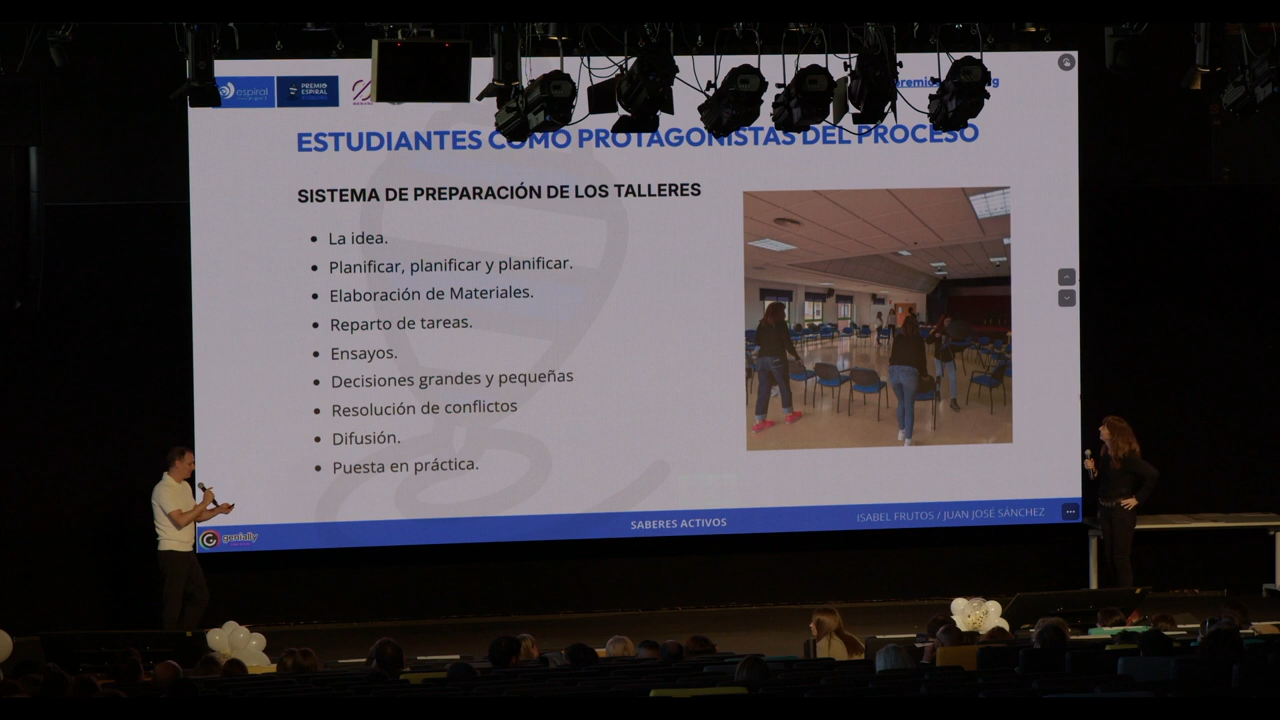 espiral
PREMIO
ESPIRAL
ESTUDIANTES COMO PROTAGONISTAS DEL PROCESO
SISTEMA DE PREPARACIÓN DE LOS TALLERES
• La idea.
• Planificar, planificar y planificar.
• Elaboración de Materiales.
• Reparto de tareas.
• Ensayos.
• Decisiones grandes y pequeñas
• Resolución de conflictos
• Difusión.
• Puesta en práctica.
genially
SABERES ACTIVOS
ISABEL FRUTOS / JUAN JOSÉ SÁNCHEZ